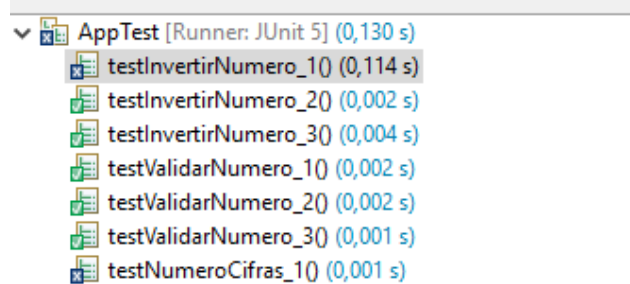 AppTest [Runner: JUnit 5] (0,130 s)
testInvertirNumero_1() (0,114 s)
testInvertirNumero_2() (0,002 s)
testInvertirNumero_3() (0,004 s)
testValidarNumero_1() (0,002 s)
testValidarNumero_2() (0,002 s)
testValidarNumero_3() (0,001 s)
testNumeroCifras_1() (0,001 s)